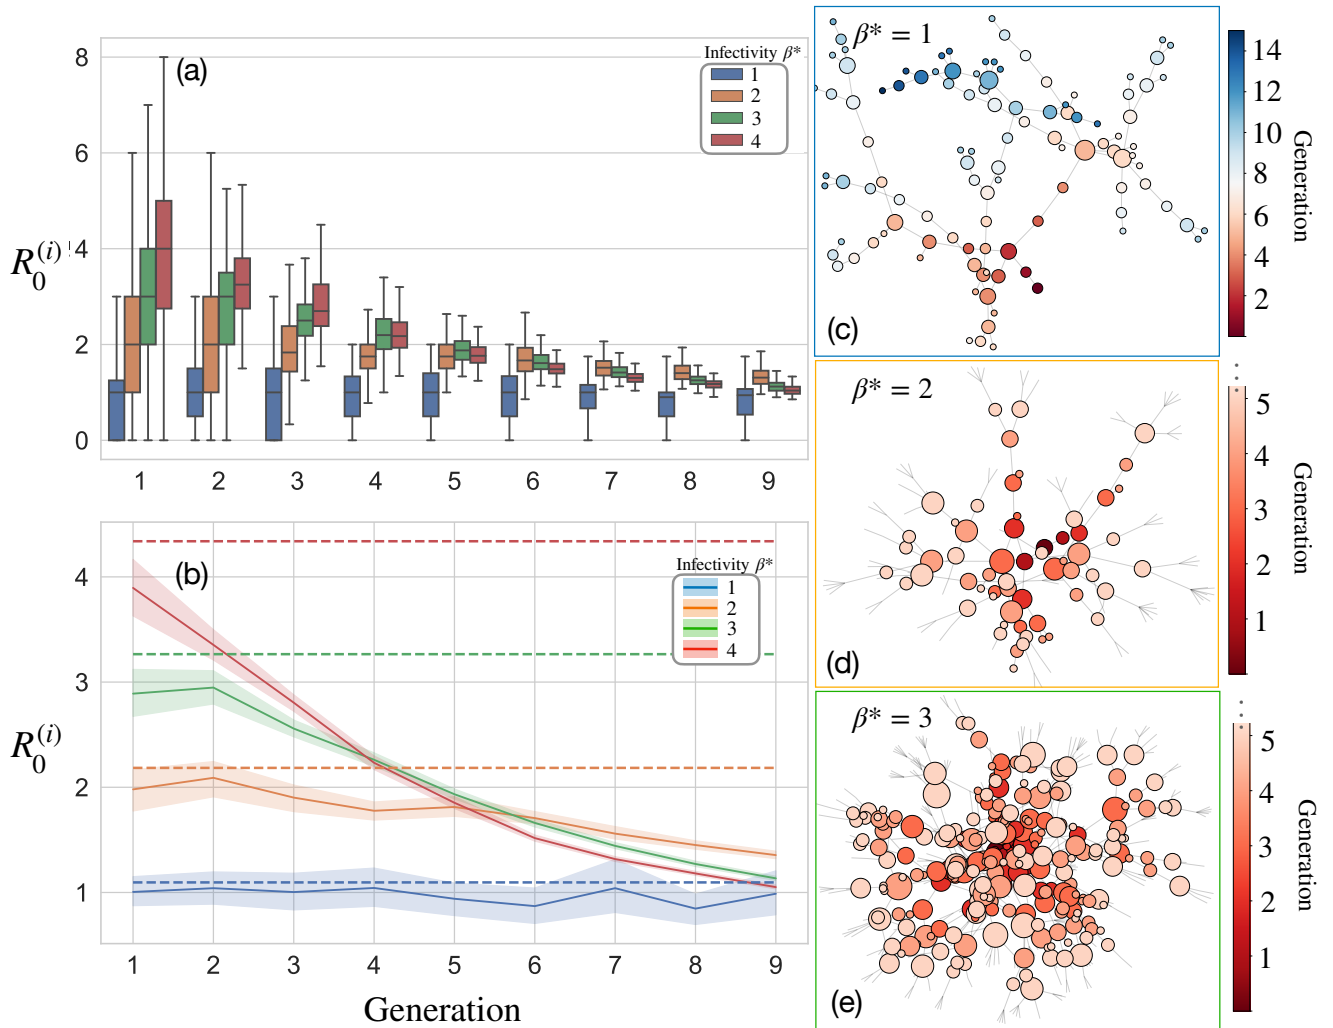 (a)
Infectivity β*
1
2
3
4
8
6
4
2
0
R₀⁽ⁱ⁾
1 2 3 4 5 6 7 8 9
(b)
Infectivity β*
1
2
3
4
4
3
2
1
R₀⁽ⁱ⁾
1 2 3 4 5 6 7 8 9
Generation
β* = 1
(c)
14
12
10
8
6
4
2
Generation
β* = 2
(d)
5
4
3
2
1
Generation
β* = 3
(e)
5
4
3
2
1
Generation